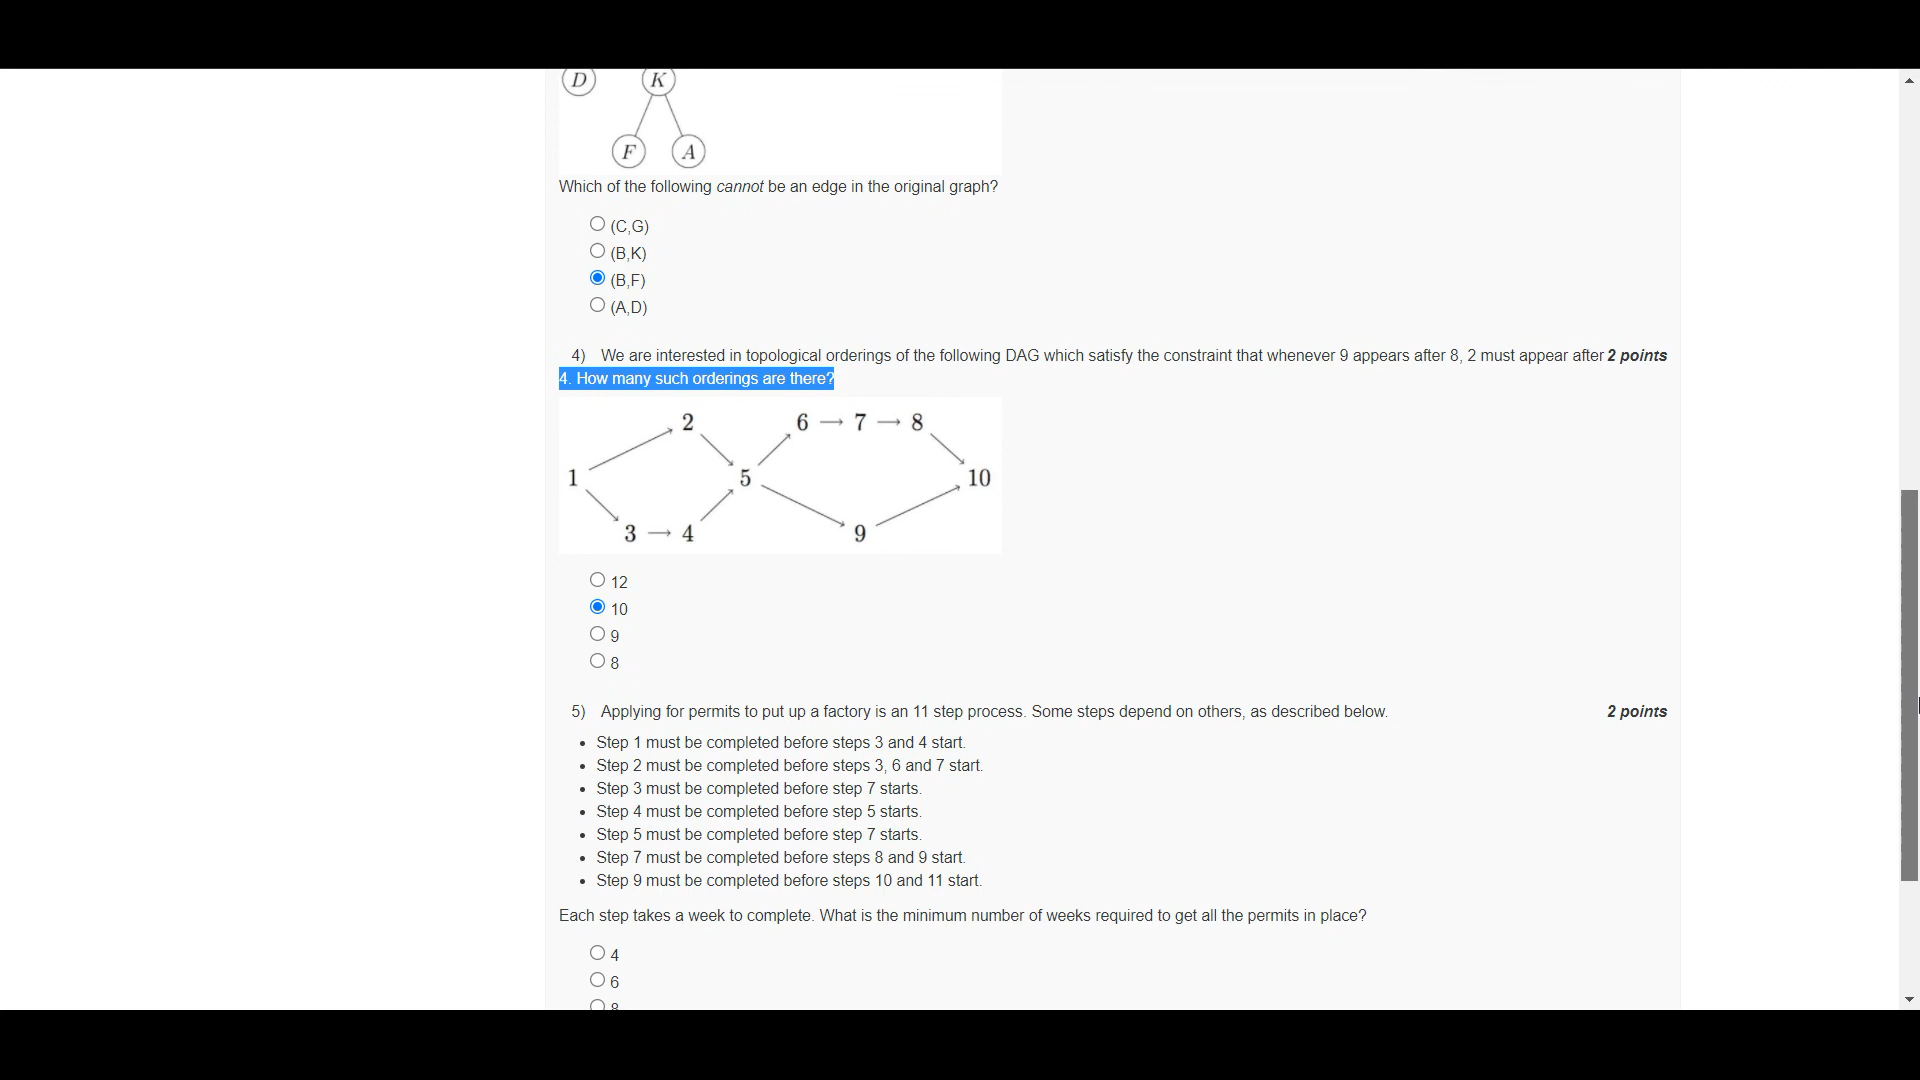 D K
F A
Which of the following cannot be an edge in the original graph?
(C,G)
(B,K)
(B,F)
(A,D)
4) We are interested in topological orderings of the following DAG which satisfy the constraint that whenever 9 appears after 8, 2 must appear after 2 points
4. How many such orderings are there?
2 6 → 7 → 8
1 5 10
3 → 4 9
12
10
9
8
5) Applying for permits to put up a factory is an 11 step process. Some steps depend on others, as described below. 2 points
• Step 1 must be completed before steps 3 and 4 start.
• Step 2 must be completed before steps 3, 6 and 7 start.
• Step 3 must be completed before step 7 starts.
• Step 4 must be completed before step 5 starts.
• Step 5 must be completed before step 7 starts.
• Step 7 must be completed before steps 8 and 9 start.
• Step 9 must be completed before steps 10 and 11 start.
Each step takes a week to complete. What is the minimum number of weeks required to get all the permits in place?
4
6
8